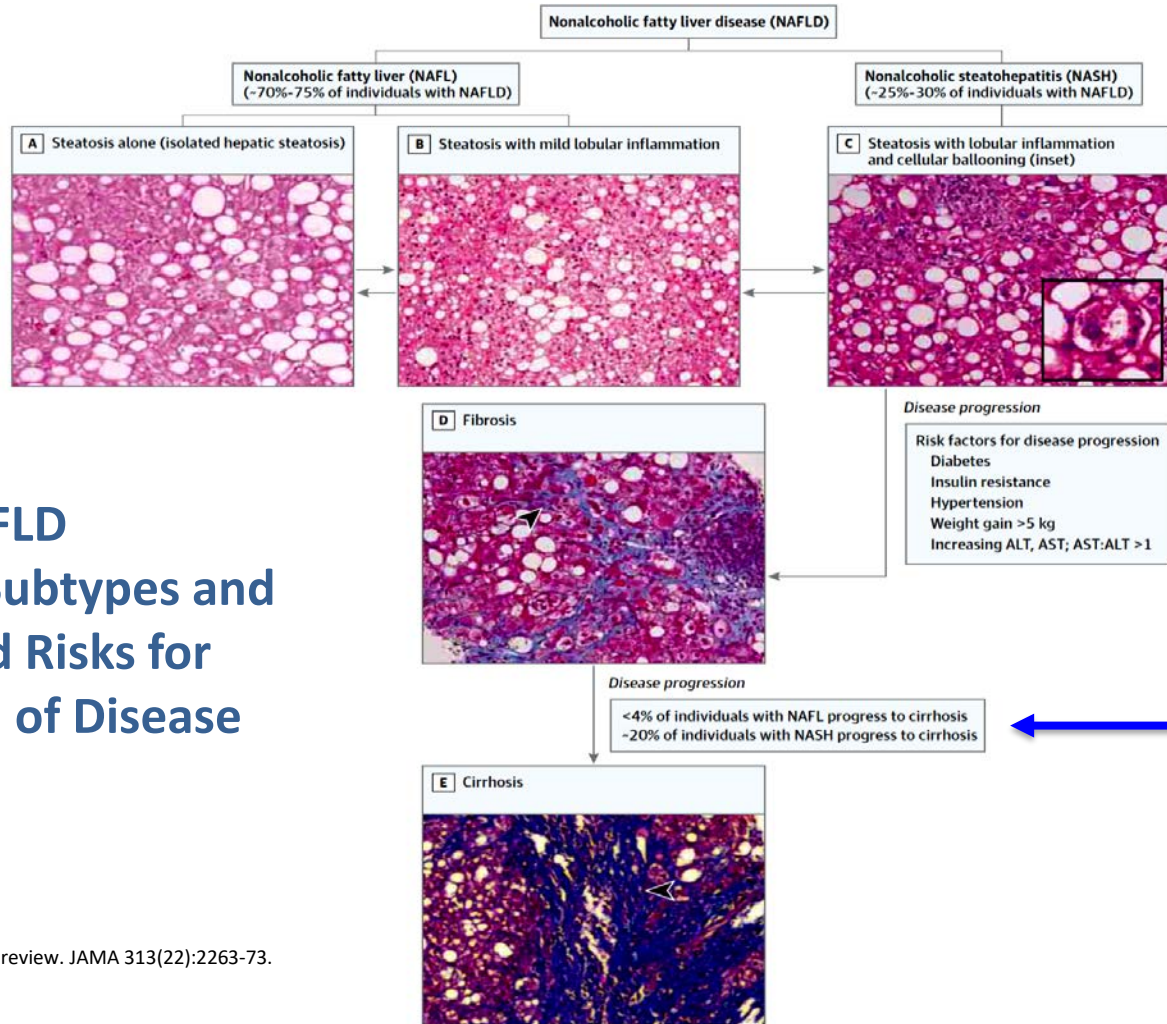 Nonalcoholic fatty liver disease (NAFLD)
Nonalcoholic fatty liver (NAFL)
(~70%-75% of individuals with NAFLD)
Nonalcoholic steatohepatitis (NASH)
(~25%-30% of individuals with NAFLD)
A Steatosis alone (isolated hepatic steatosis)
B Steatosis with mild lobular inflammation
C Steatosis with lobular inflammation
and cellular ballooning (inset)
Disease progression
Risk factors for disease progression
Diabetes
Insulin resistance
Hypertension
Weight gain >5 kg
Increasing ALT, AST; AST:ALT >1
D Fibrosis
FLD
Subtypes and
d Risks for
of Disease
Disease progression
<4% of individuals with NAFL progress to cirrhosis
~20% of individuals with NASH progress to cirrhosis
E Cirrhosis
review. JAMA 313(22):2263-73.